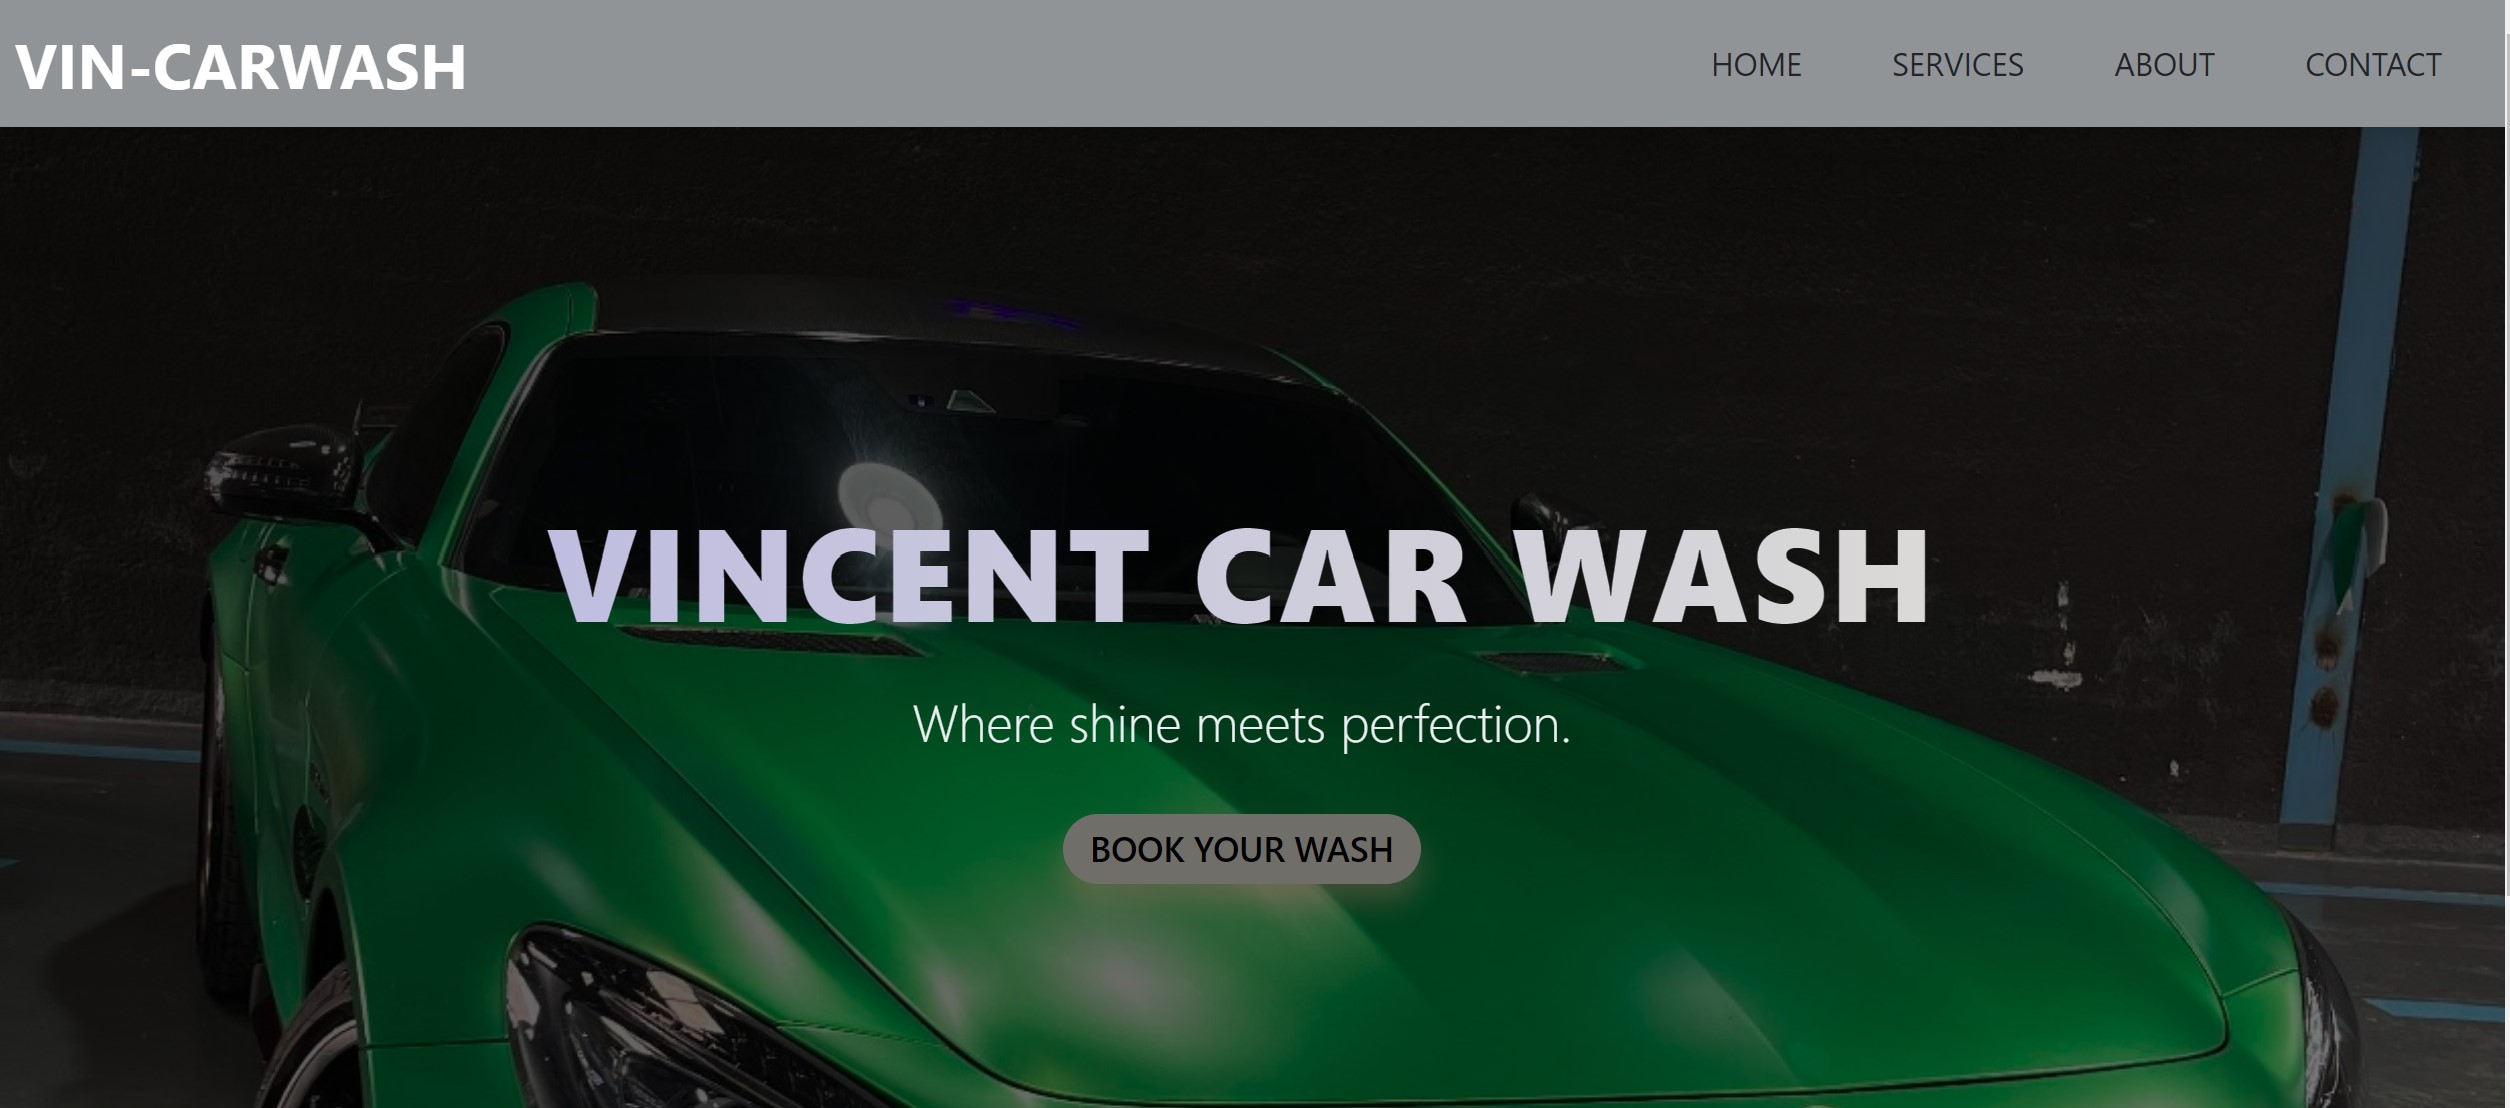 VIN-CARWASH
HOME SERVICES ABOUT CONTACT
VINCENT CAR WASH
Where shine meets perfection.
BOOK YOUR WASH